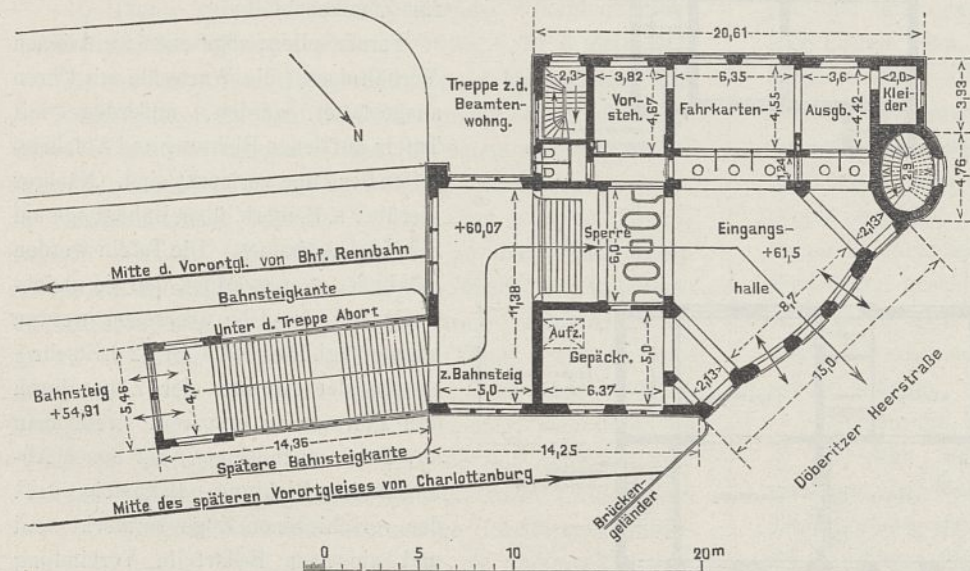 20,61
Treppe z.d.
Beamten-
wohng.
2,3
3,82
6,35
3,6
2,0
Vor-
steh.
4,67
Fahrkarten-
4,55
Ausgb.
4,42
Klei
der
3,93
4,76
N
1,24
2,9
+60,07
Sperre
6,0
Eingangs-
+61,5
halle
2,13
8,7
Mitte d. Vorortgl. von Bhf. Rennbahn
Bahnsteigkante
Unter d. Treppe Abort
11,38
Aufz.
Gepäckr.
5,0
Bahnsteig
+54,91
5,46
4,7
z. Bahnsteig
5,0
6,37
2,13
15,0
Döberitzer Heerstraße
14,36
14,25
Spätere Bahnsteigkante
Mitte des späteren Vorortgleises von Charlottenburg
Brücken-
geländer
0 5 10 20m